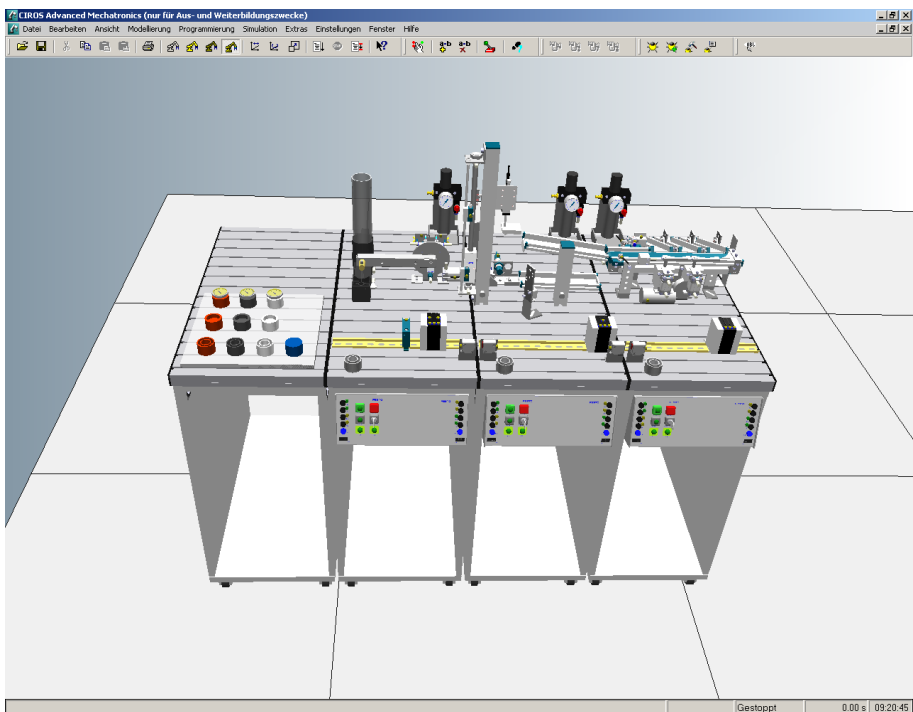 CIROS Advanced Mechatronics (nur für Aus- und Weiterbildungszwecke)
Datei Bearbeiten Ansicht Modellierung Programmierung Simulation Extras Einstellungen Fenster Hilfe
a-b a-b
Gestoppt 0.00 s 09:20:45